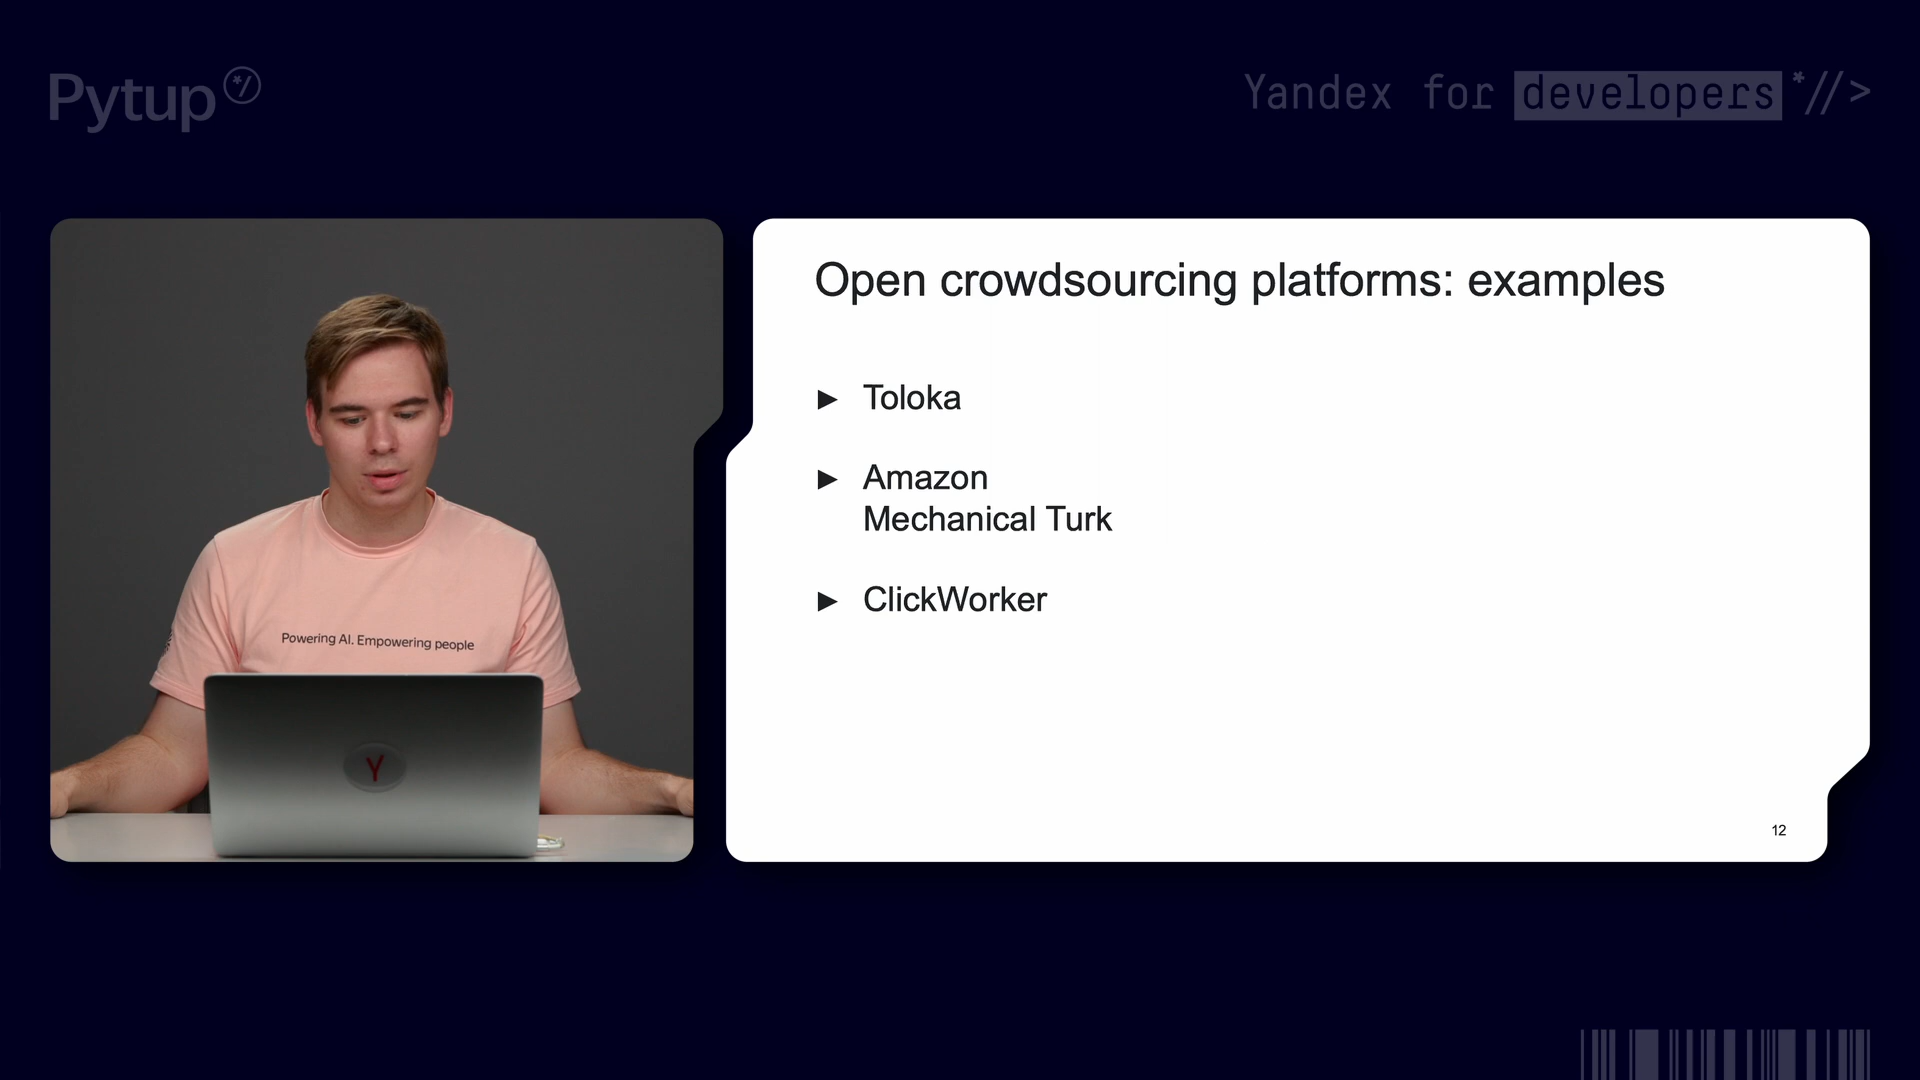 Pytup */
Yandex for developers *//>
Open crowdsourcing platforms: examples
► Toloka
► Amazon
Mechanical Turk
► ClickWorker
12
Powering AI. Empowering people
Y